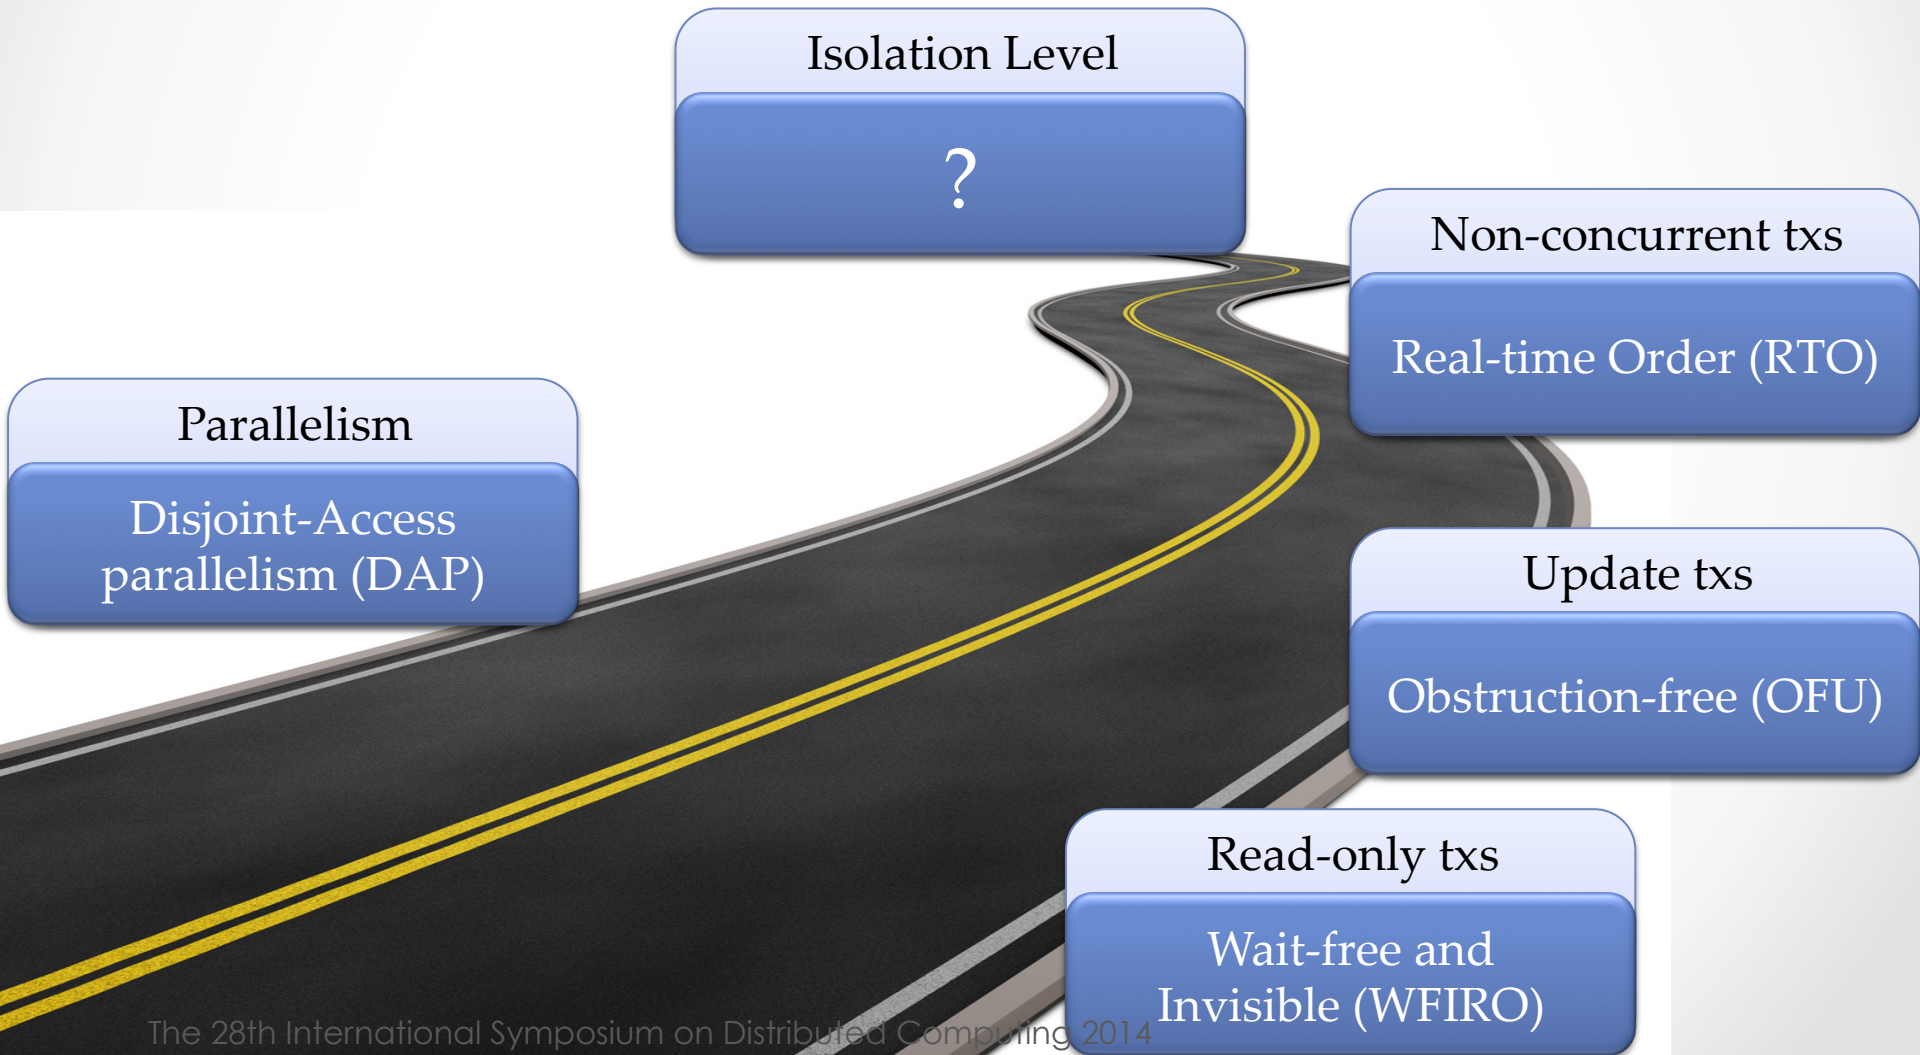 Isolation Level
?
Non-concurrent txs
Real-time Order (RTO)
Parallelism
Disjoint-Access
parallelism (DAP)
Update txs
Obstruction-free (OFU)
Read-only txs
Wait-free and
Invisible (WFIRO)
The 28th International Symposium on Distributed Computing 2014